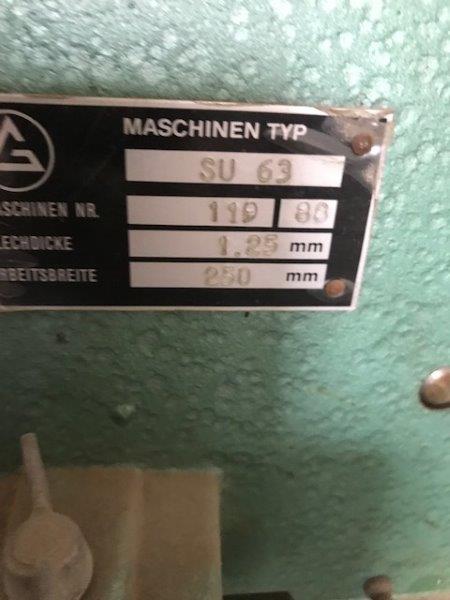 MASCHINEN TYP
SU 63
ASCHINEN NR. 119 88
LECHDICKE 1.25 mm
RBEITSBREITE 250 mm